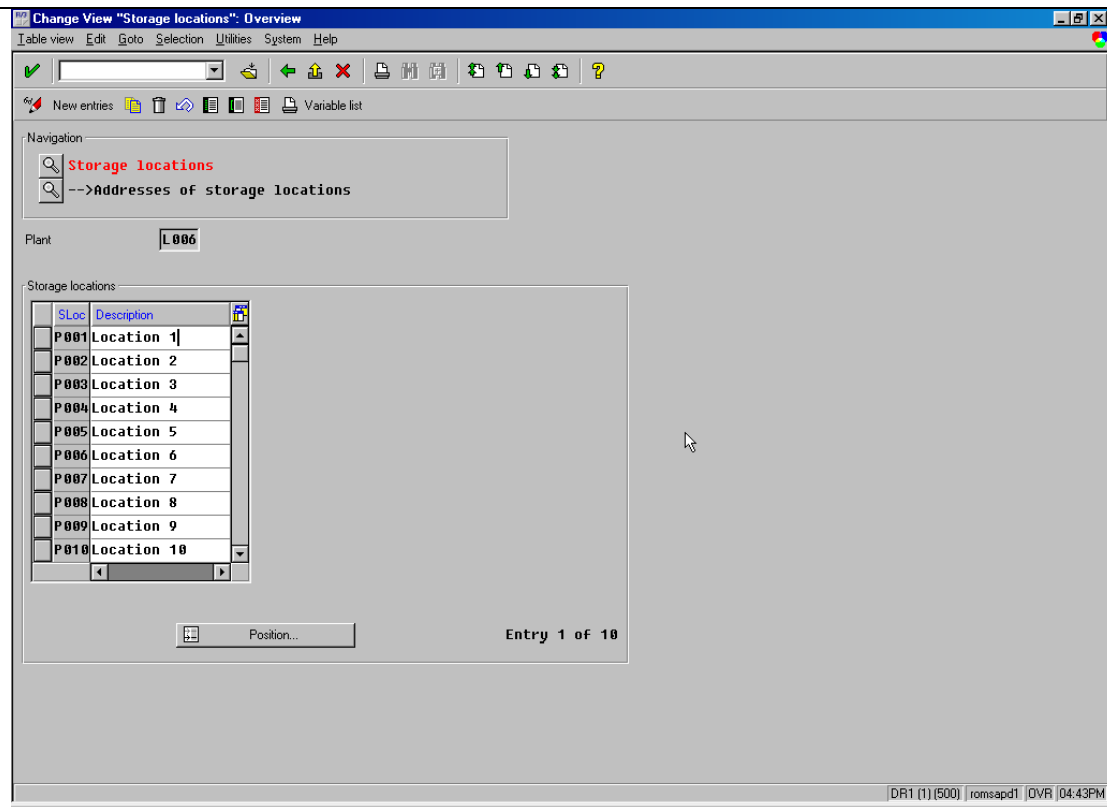 Change View "Storage locations": Overview
Table view Edit Goto Selection Utilities System Help
New entries Variable list
Navigation
Storage locations
-->Addresses of storage locations
Plant L006
Storage locations
SLoc Description
P001 Location 1
P002 Location 2
P003 Location 3
P004 Location 4
P005 Location 5
P006 Location 6
P007 Location 7
P008 Location 8
P009 Location 9
P010 Location 10
Position... Entry 1 of 10
DR1 (1) (500) romsapd1 OVR 04:43PM